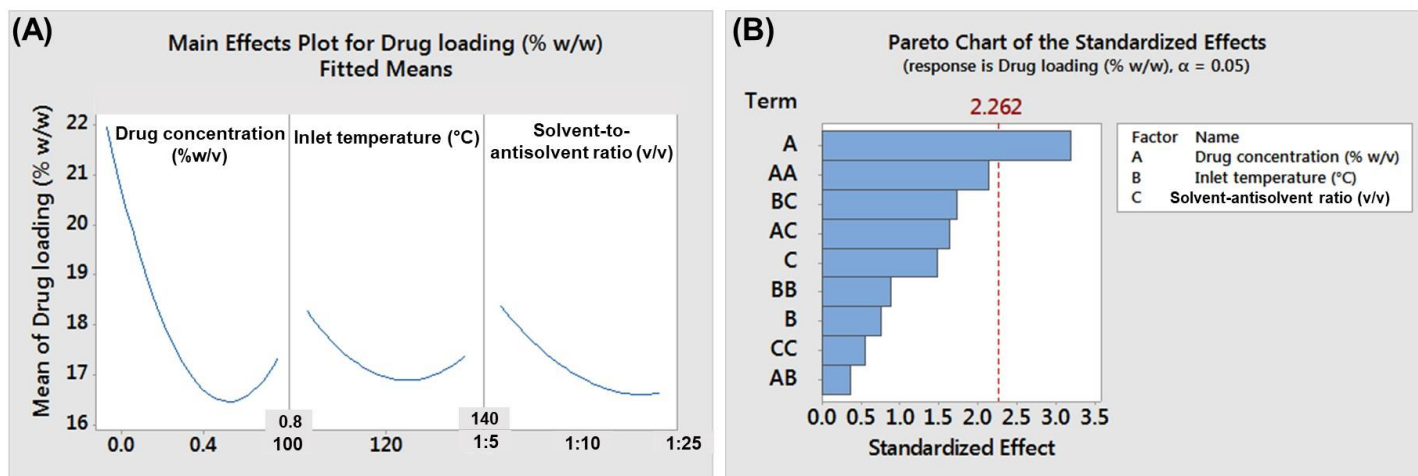 (A)
Main Effects Plot for Drug loading (% w/w)
Fitted Means
Mean of Drug loading (% w/w)
22
21
20
19
18
17
16
Drug concentration
(%w/v)
Inlet temperature (°C)
Solvent-to-
antisolvent ratio (v/v)
0.8
140
0.0
0.4
100
120
1:5
1:10
1:25
(B)
Pareto Chart of the Standardized Effects
(response is Drug loading (% w/w), α = 0.05)
Term
2.262
A
AA
BC
AC
C
BB
B
CC
AB
0.0
0.5
1.0
1.5
2.0
2.5
3.0
3.5
Standardized Effect
Factor Name
A Drug concentration (% w/v)
B Inlet temperature (°C)
C Solvent-antisolvent ratio (v/v)